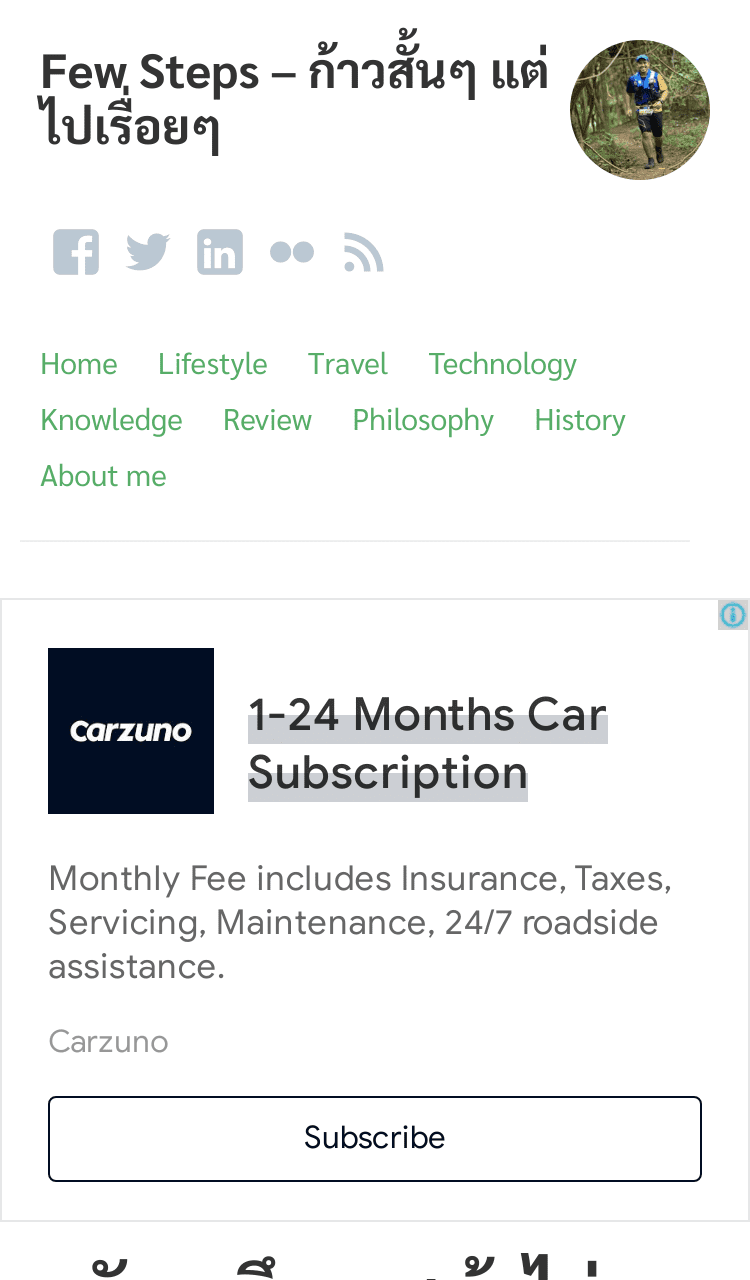 Few Steps – ก้าวสั้นๆ แต่
ไปเรื่อยๆ
Home Lifestyle Travel Technology
Knowledge Review Philosophy History
About me
Carzuno
1-24 Months Car
Subscription
Monthly Fee includes Insurance, Taxes,
Servicing, Maintenance, 24/7 roadside
assistance.
Carzuno
Subscribe